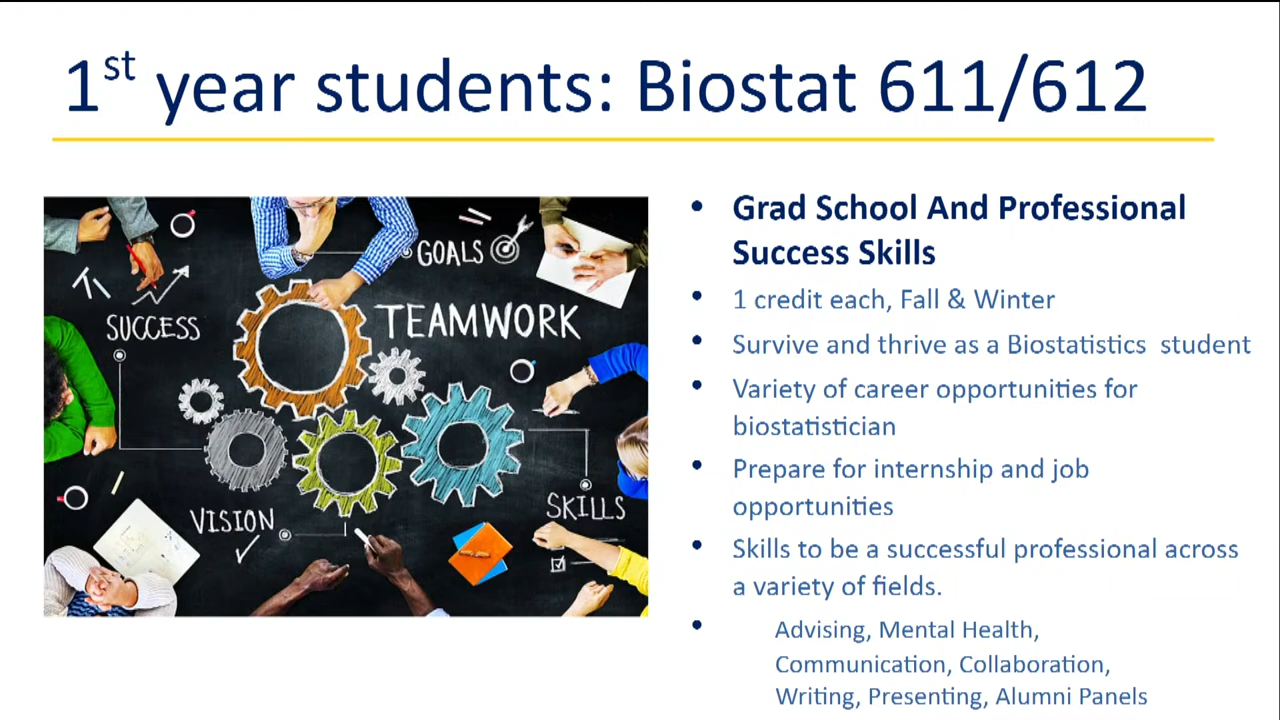 1st year students: Biostat 611/612
GOALS
TEAMWORK
SUCCESS
VISION
SKILLS
• Grad School And Professional
Success Skills
• 1 credit each, Fall & Winter
• Survive and thrive as a Biostatistics student
• Variety of career opportunities for
biostatistician
• Prepare for internship and job
opportunities
• Skills to be a successful professional across
a variety of fields.
• Advising, Mental Health,
Communication, Collaboration,
Writing, Presenting, Alumni Panels